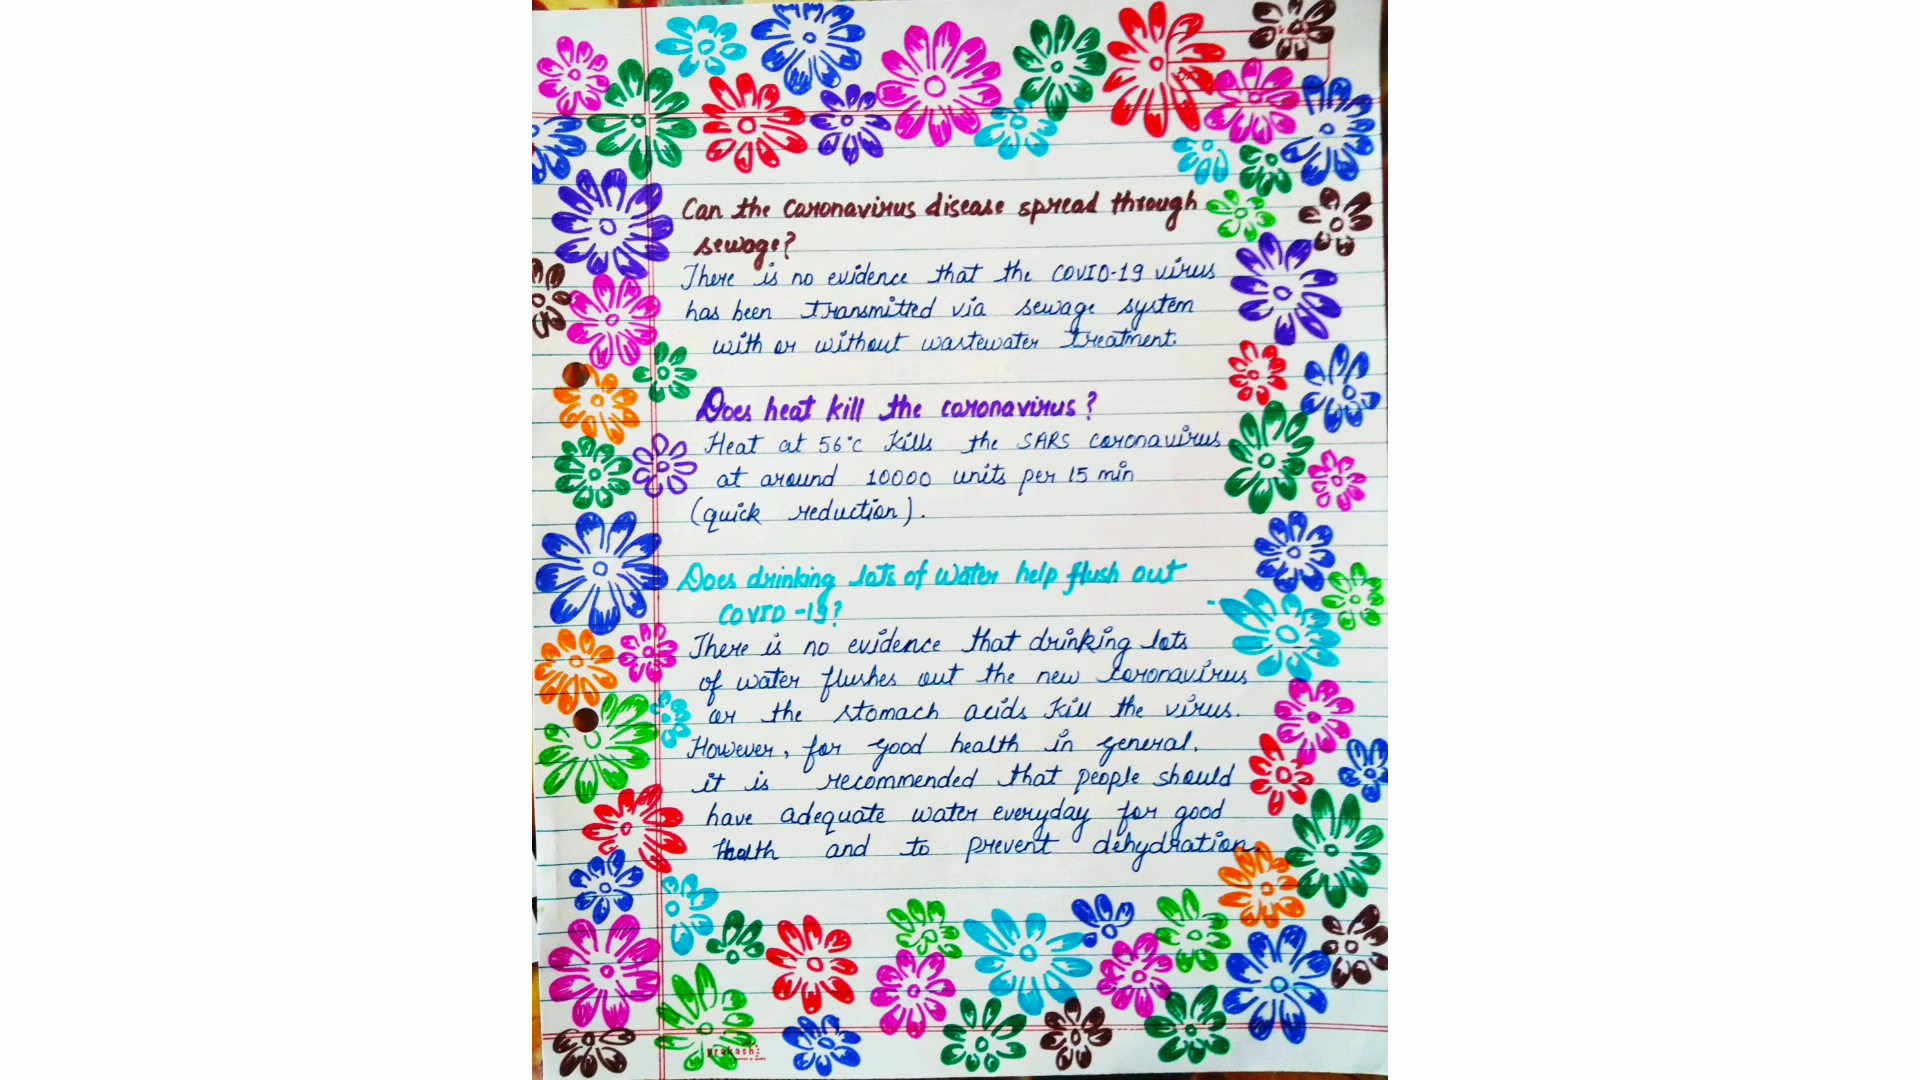 Can the coronavirus disease spread through
sewage?
There is no evidence that the COVID-19 virus
has been transmitted via sewage system
with or without wastewater treatment.
Does heat kill the coronavirus?
Heat at 56°c kills the SARS coronavirus
at around 10000 units per 15 min
(quick reduction).
Does drinking lots of water help flush out
COVID-19?
There is no evidence that drinking lots
of water flushes out the new coronavirus
or the stomach acids kill the virus.
However, for good health in general,
it is recommended that people should
have adequate water everyday for good
health and to prevent dehydration.
prakash